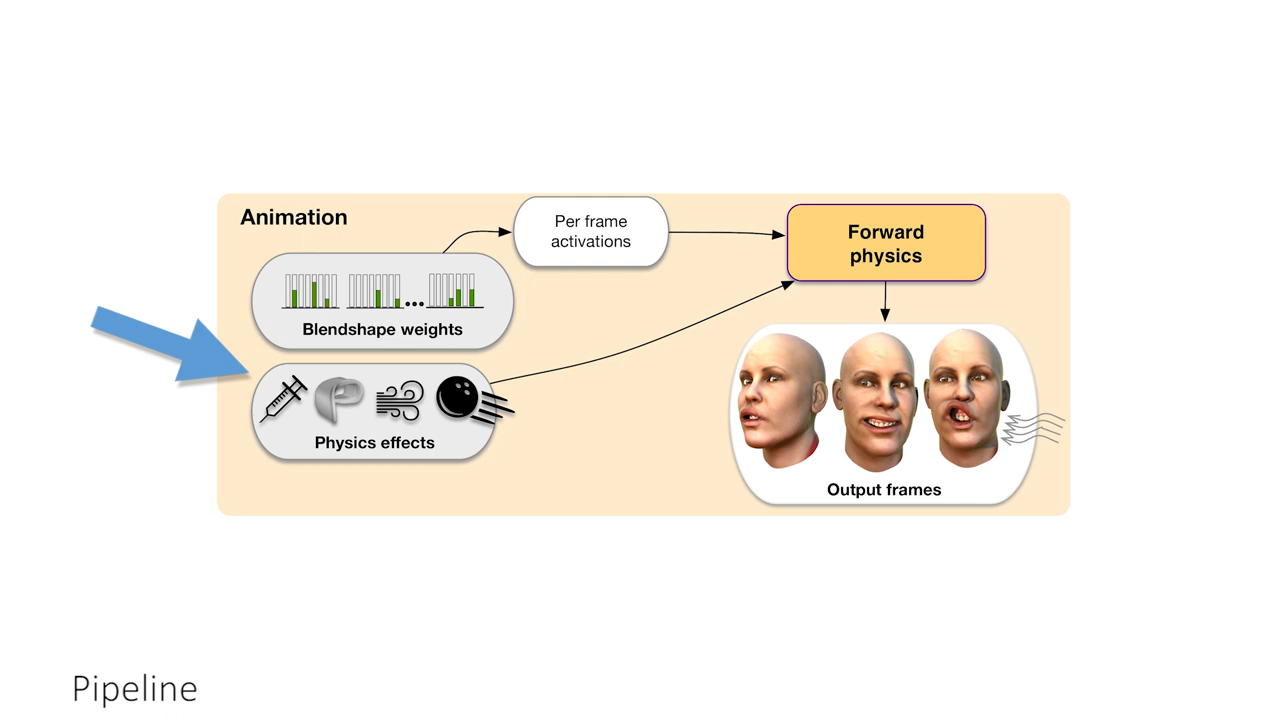 Animation
Per frame
activations
Forward
physics
Blendshape weights
Physics effects
Output frames
Pipeline